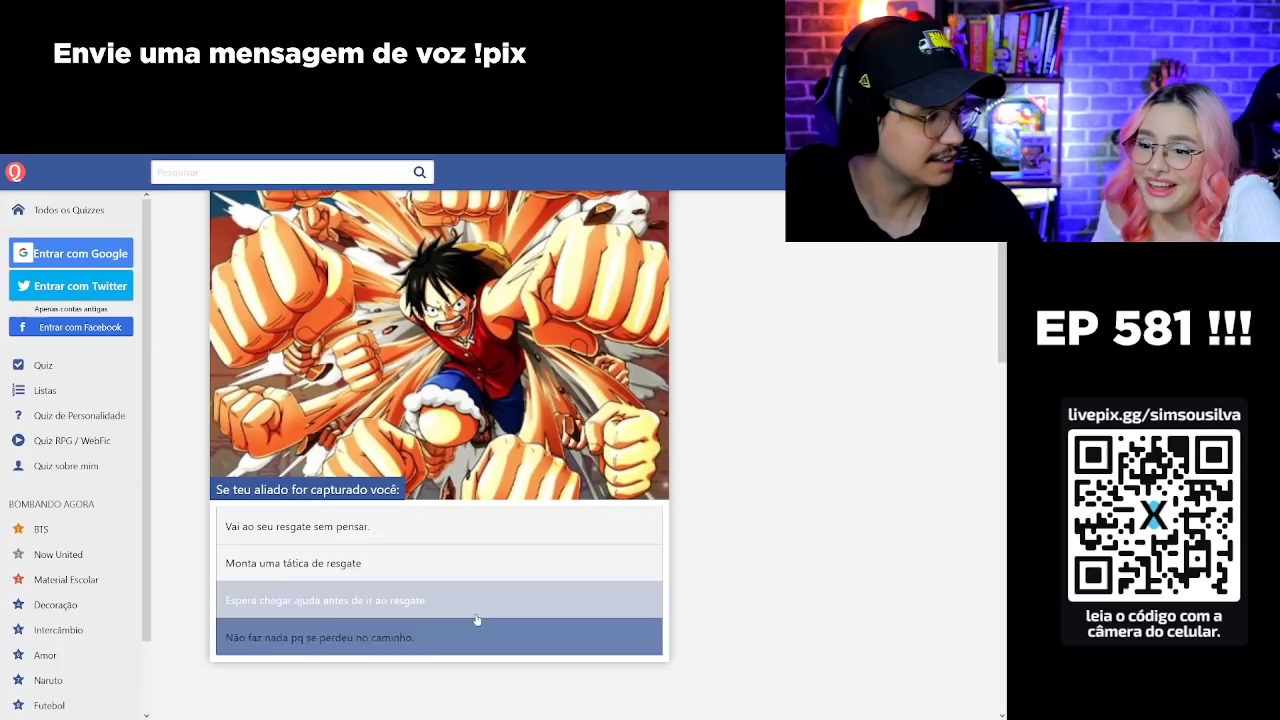 Envie uma mensagem de voz !pix
Q
Pesquisar
Todos os Quizzes
G Entrar com Google
Entrar com Twitter
Apenas contas antigas
f Entrar com Facebook
Quiz
Listas
? Quiz de Personalidade
Quiz RPG / WebFic
Quiz sobre mim
BOMBANDO AGORA
BTS
Now United
Material Escolar
Decoração
Intercâmbio
Amor
Naruto
Futebol
Se teu aliado for capturado você:
Vai ao seu resgate sem pensar.
Monta uma tática de resgate
Espera chegar ajuda antes de ir ao resgate
Não faz nada pq se perdeu no caminho.
EP 581 !!!
livepix.gg/simsousilva
leia o código com a
câmera do celular.